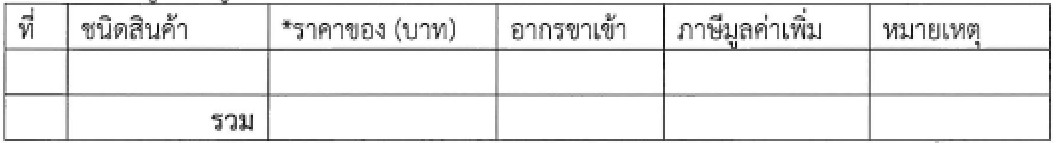 ที่ ชนิดสินค้า *ราคาของ (บาท) อากรขาเข้า ภาษีมูลค่าเพิ่ม หมายเหตุ
รวม